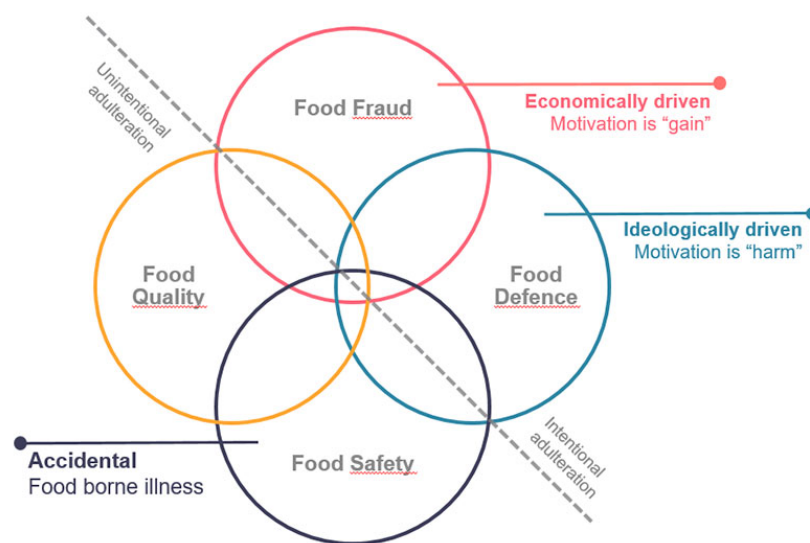 Unintentional
adulteration
Food Fraud
Economically driven
Motivation is “gain”
Ideologically driven
Motivation is “harm”
Food
Quality
Food
Defence
Accidental
Food borne illness
Food Safety
Intentional
adulteration